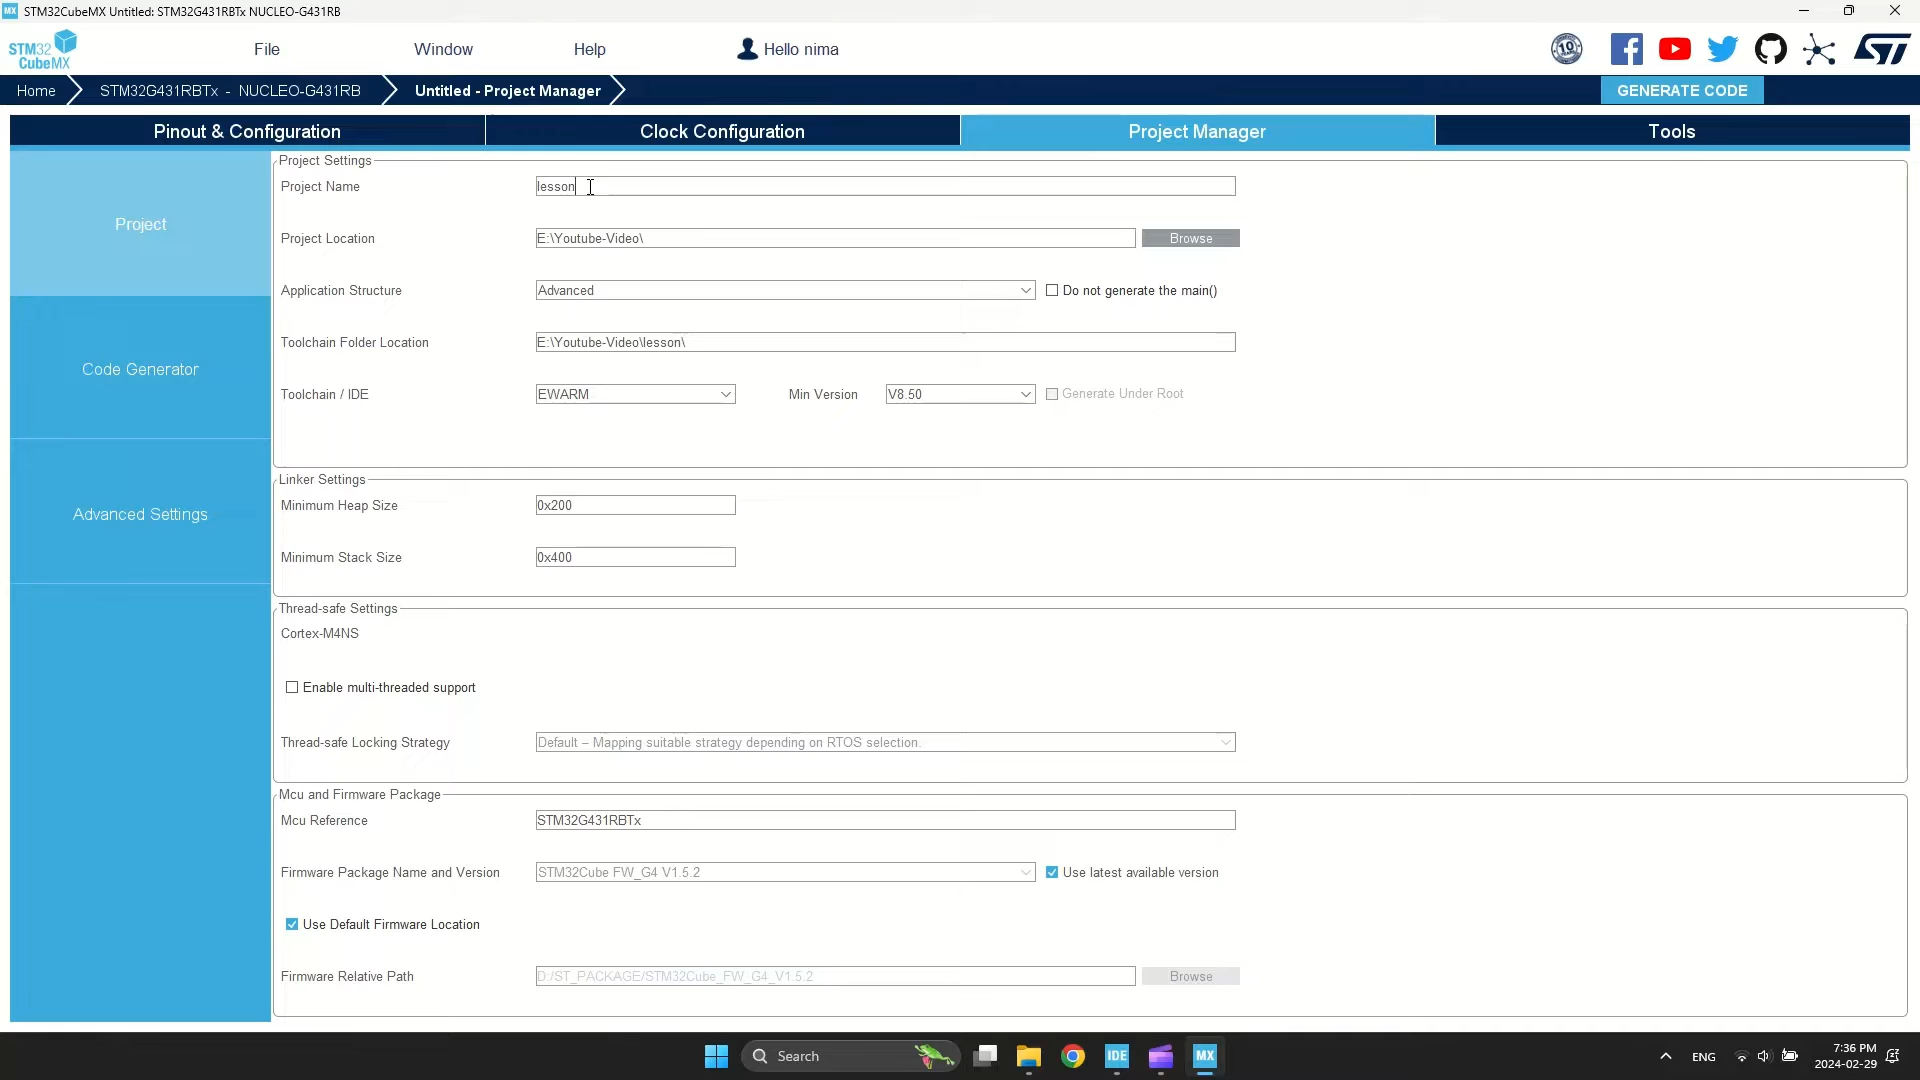 MX STM32CubeMX Untitled: STM32G431RBTx NUCLEO-G431RB
STM32 CubeMX
File Window Help Hello nima
10
Home STM32G431RBTx - NUCLEO-G431RB Untitled - Project Manager GENERATE CODE
Pinout & Configuration Clock Configuration Project Manager Tools
Project
Code Generator
Advanced Settings
Project Settings
Project Name lesson
Project Location E:\Youtube-Video\ Browse
Application Structure Advanced Do not generate the main()
Toolchain Folder Location E:\Youtube-Video\lesson\
Toolchain / IDE EWARM Min Version V8.50 Generate Under Root
Linker Settings
Minimum Heap Size 0x200
Minimum Stack Size 0x400
Thread-safe Settings
Cortex-M4NS
Enable multi-threaded support
Thread-safe Locking Strategy Default – Mapping suitable strategy depending on RTOS selection.
Mcu and Firmware Package
Mcu Reference STM32G431RBTx
Firmware Package Name and Version STM32Cube FW_G4 V1.5.2 Use latest available version
Use Default Firmware Location
Firmware Relative Path D:/ST_PACKAGE/STM32Cube_FW_G4_V1.5.2 Browse
Search IDE MX ENG 7:36 PM
2024-02-29